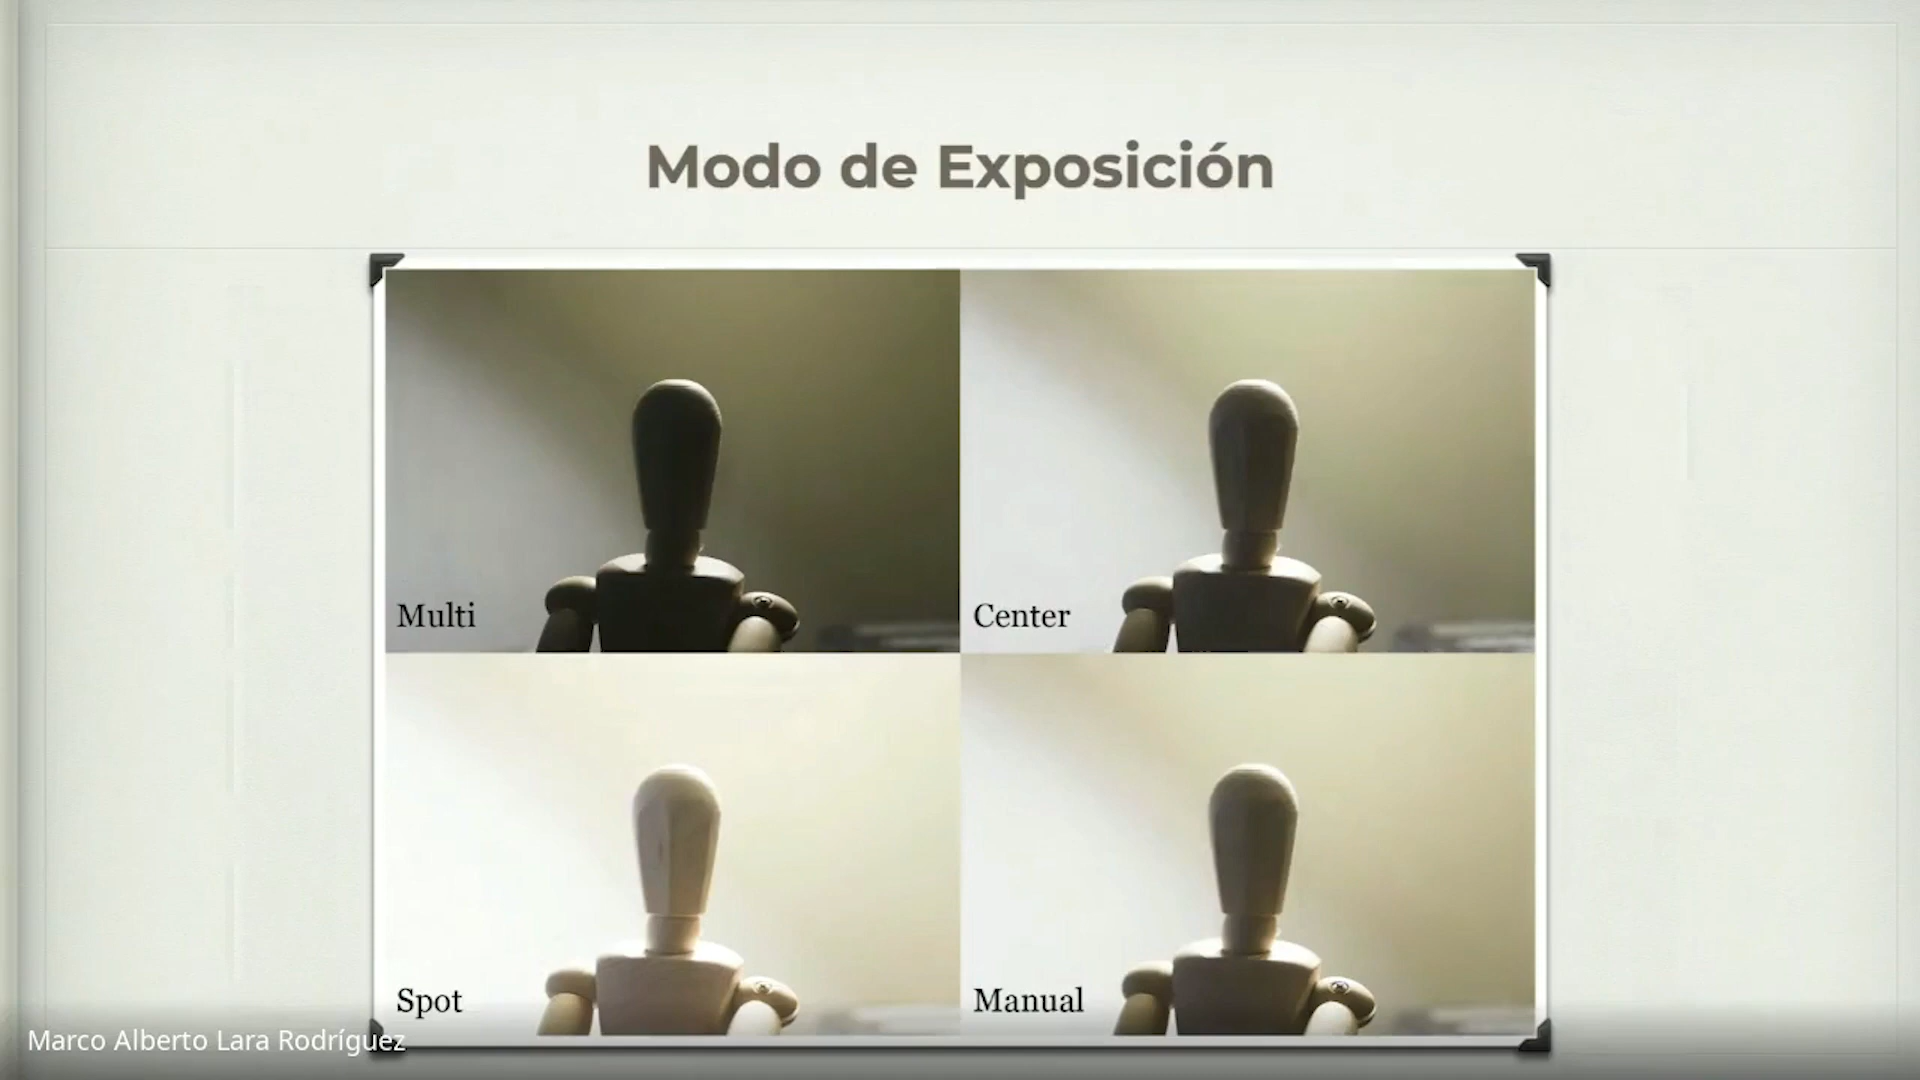 Modo de Exposición
Multi
Center
Spot
Manual
Marco Alberto Lara Rodríguez